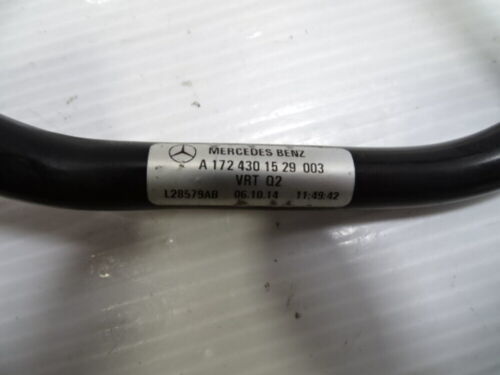 MERCEDES BENZ
A 172 430 15 29 003
VRT Q2
L28579AB 06.10.14 11:49:42